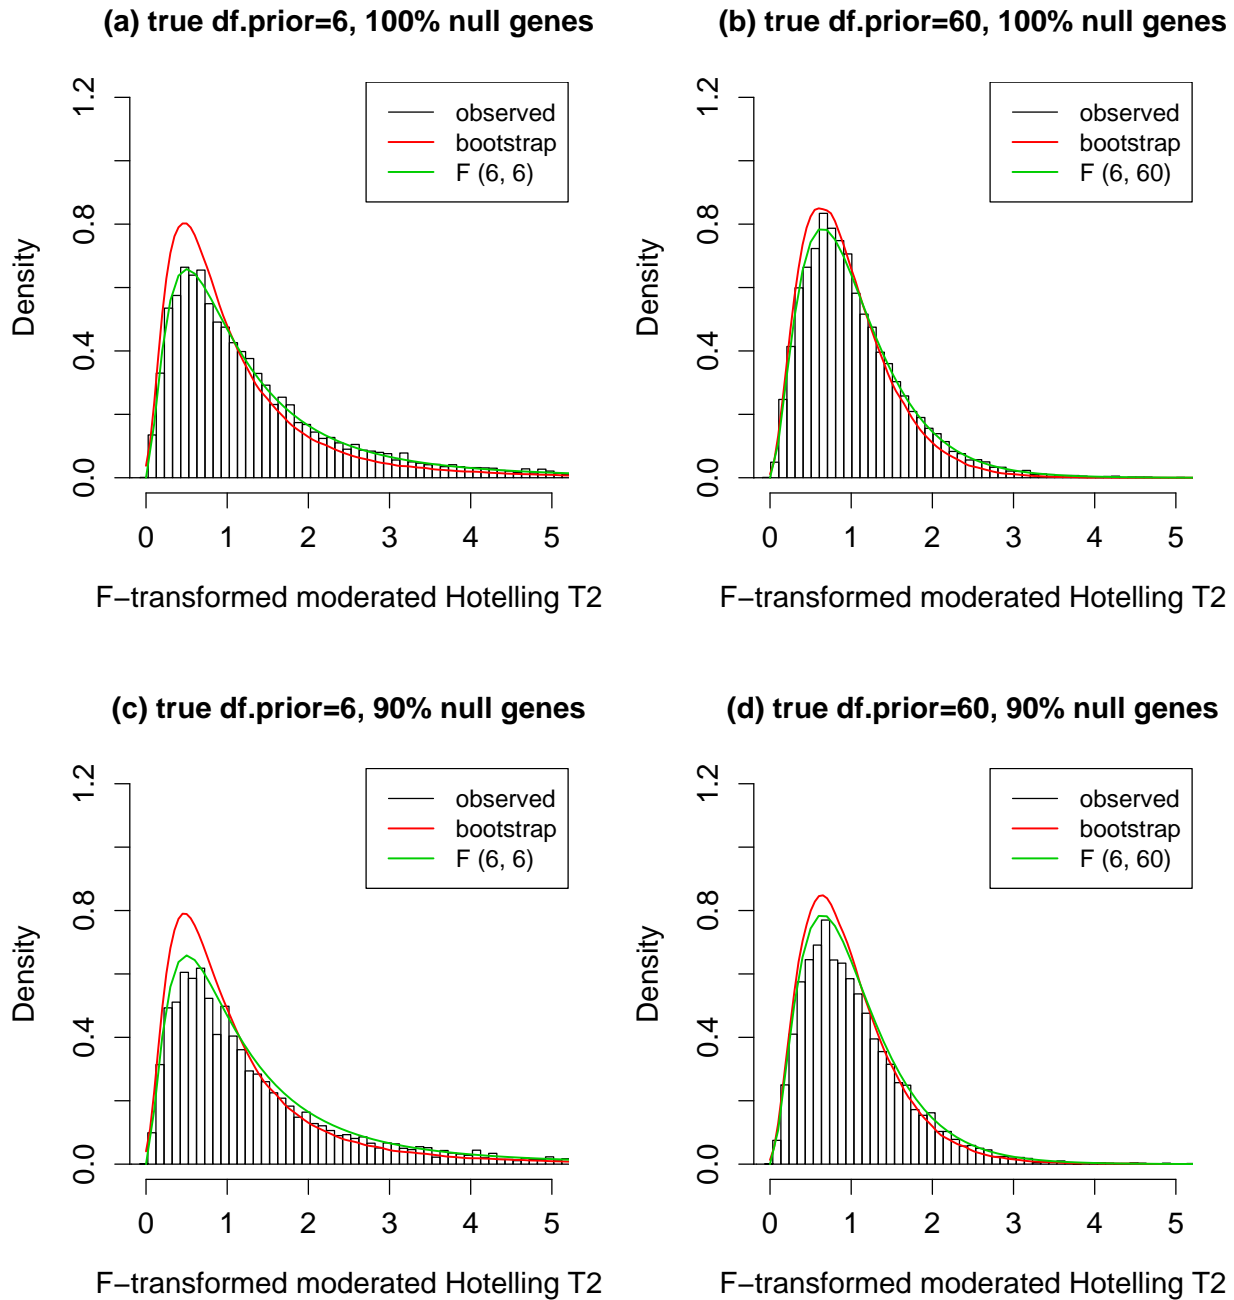 (a) true df.prior=6, 100% null genes
Density
0.0 0.4 0.8 1.2
observed
bootstrap
F (6, 6)
0 1 2 3 4 5
F−transformed moderated Hotelling T2
(b) true df.prior=60, 100% null genes
Density
0.0 0.4 0.8 1.2
observed
bootstrap
F (6, 60)
0 1 2 3 4 5
F−transformed moderated Hotelling T2
(c) true df.prior=6, 90% null genes
Density
0.0 0.4 0.8 1.2
observed
bootstrap
F (6, 6)
0 1 2 3 4 5
F−transformed moderated Hotelling T2
(d) true df.prior=60, 90% null genes
Density
0.0 0.4 0.8 1.2
observed
bootstrap
F (6, 60)
0 1 2 3 4 5
F−transformed moderated Hotelling T2